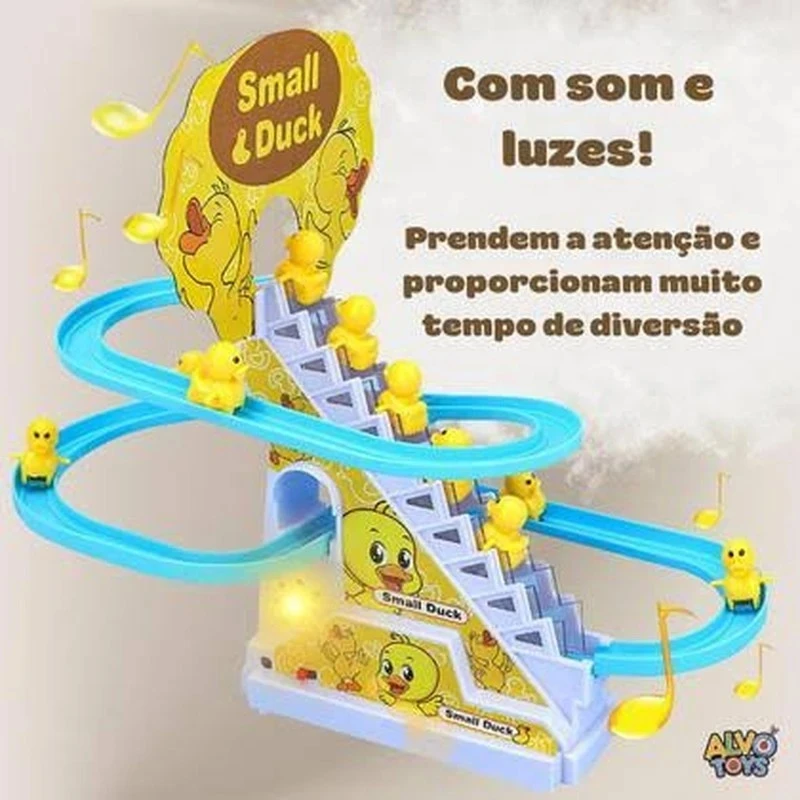 Small
Duck
Com som e
luzes!
Prendem a atenção e
proporcionam muito
tempo de diversão
Small Duck
Small Duck
ALVO
TOYS